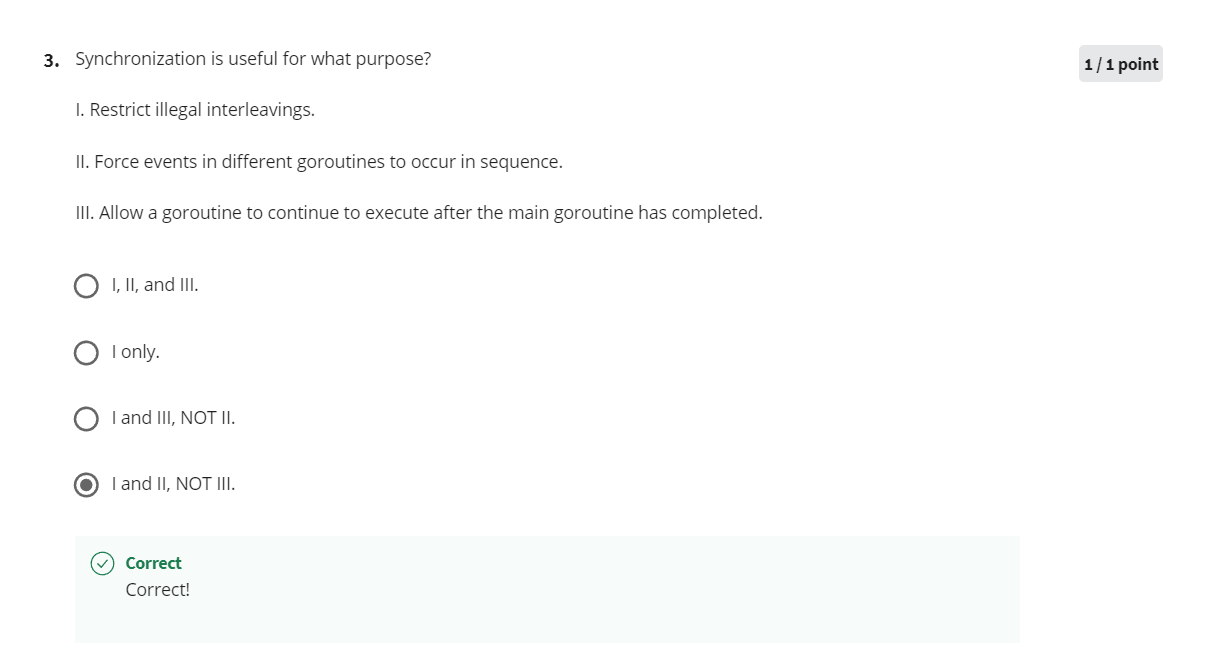 3. Synchronization is useful for what purpose?
1 / 1 point
I. Restrict illegal interleavings.
II. Force events in different goroutines to occur in sequence.
III. Allow a goroutine to continue to execute after the main goroutine has completed.
I, II, and III.
I only.
I and III, NOT II.
I and II, NOT III.
Correct
Correct!